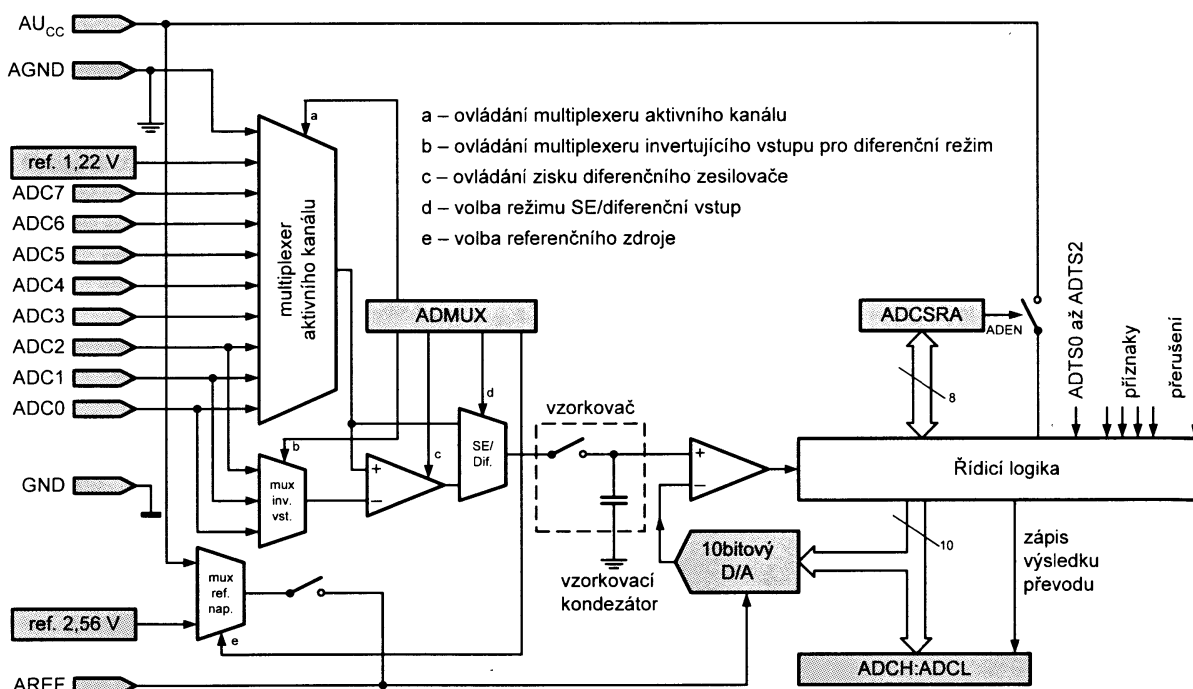 AU_CC
AGND
ref. 1,22 V
ADC7
ADC6
ADC5
ADC4
ADC3
ADC2
ADC1
ADC0
GND
ref. 2,56 V
AREF
multiplexer
aktivního kanálu
a
a – ovládání multiplexeru aktivního kanálu
b – ovládání multiplexeru invertujícího vstupu pro diferenční režim
c – ovládání zisku diferenčního zesilovače
d – volba režimu SE/diferenční vstup
e – volba referenčního zdroje
ADMUX
b
mux
inv.
vst.
+
–
c
d
SE/
Dif.
mux
ref.
nap.
e
vzorkovač
vzorkovací
kondezátor
+
–
10bitový
D/A
ADCSRA
ADEN
8
ADTS0 až ADTS2
příznaky
přerušení
Řídicí logika
10
zápis
výsledku
převodu
ADCH:ADCL